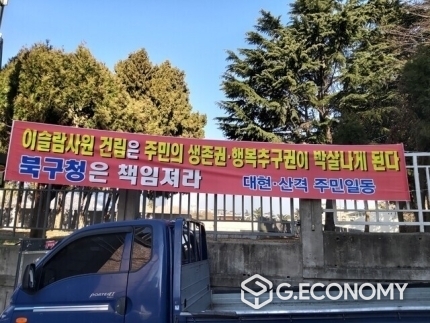 이슬람사원 건립은 주민의 생존권·행복추구권이 박살나게 된다
북구청은 책임져라
대현·산격 주민일동
G.ECONOMY